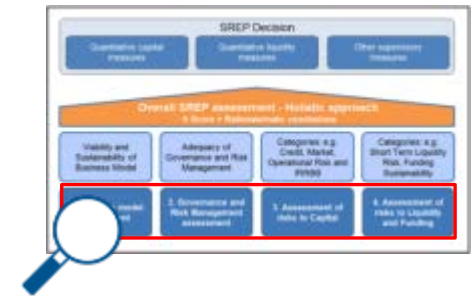 SREP Decision
Quantitative capital
measures
Quantitative liquidity
measures
Other supervisory
measures
Overall SREP assessment - Holistic approach
Viability and
Sustainability of
Business Model
Adequacy of
Governance and Risk
Management
Categories: e.g.
Credit, Market,
Operational Risk and
IRRBB
Categories: e.g.
Short Term Liquidity
Risk, Funding
Sustainability
model
2. Governance and
Risk Management
assessment
3. Assessment of
risks to Capital
4. Assessment of
risks to Liquidity
and Funding